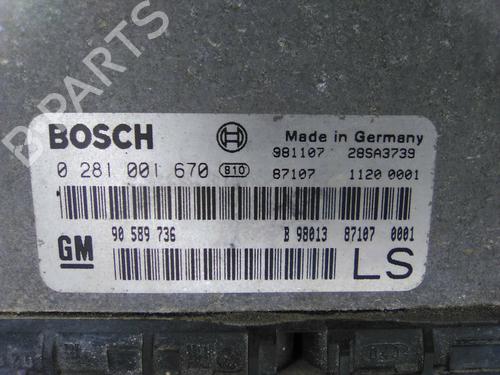 B-PARTS
BOSCH
Made in Germany
981107 28SA3739
0 281 001 670 B10
87107 1120 0001
GM
90 589 736
B 98013 87107 0001
LS